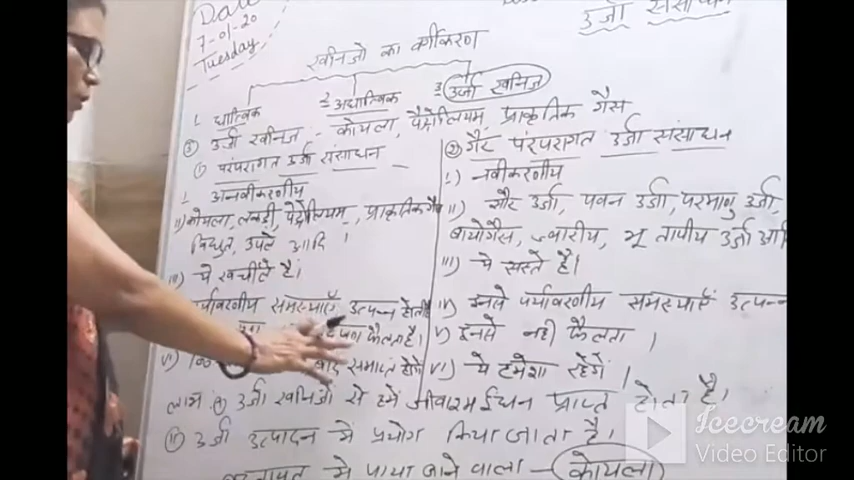 Date
7-01-20
Tuesday
ऊर्जा संसाधन
खनिजों का वर्गीकरण
1. धात्विक 2 अधात्विक 3 ऊर्जा खनिज
③ ऊर्जा खनिज :- कोयला, पैट्रोलियम प्राकृतिक गैस
① परंपरागत ऊर्जा संसाधन
I अनवीकरणीय
II) कोयला, लकड़ी, पेट्रोलियम, प्राकृतिक गैस
विद्युत, उपले आदि।
III) ये खर्चीले हैं।
पर्यावरणीय समस्याएँ उत्पन्न होती
फैलता है।
VI) बाद समाप्त होंगे
② गैर परंपरागत ऊर्जा संसाधन
I) नवीकरणीय
II) सौर ऊर्जा, पवन ऊर्जा, परमाणु ऊर्जा,
बायोगैस, ज्वारीय, भू तापीय ऊर्जा आदि
III) ये सस्ते है।
IV) इनसे पर्यावरणीय समस्याएँ उत्पन्न
V) इनसे नही फैलता।
VI) ये हमेशा रहेंगे।
लाभ: ① ऊर्जा खनिजों से हमें जीवाश्म ईंधन प्राप्त होता है।
② ऊर्जा उत्पादन में प्रयोग किया जाता है।
में पाया जाने वाला - कोयला
Icecream
Video Editor